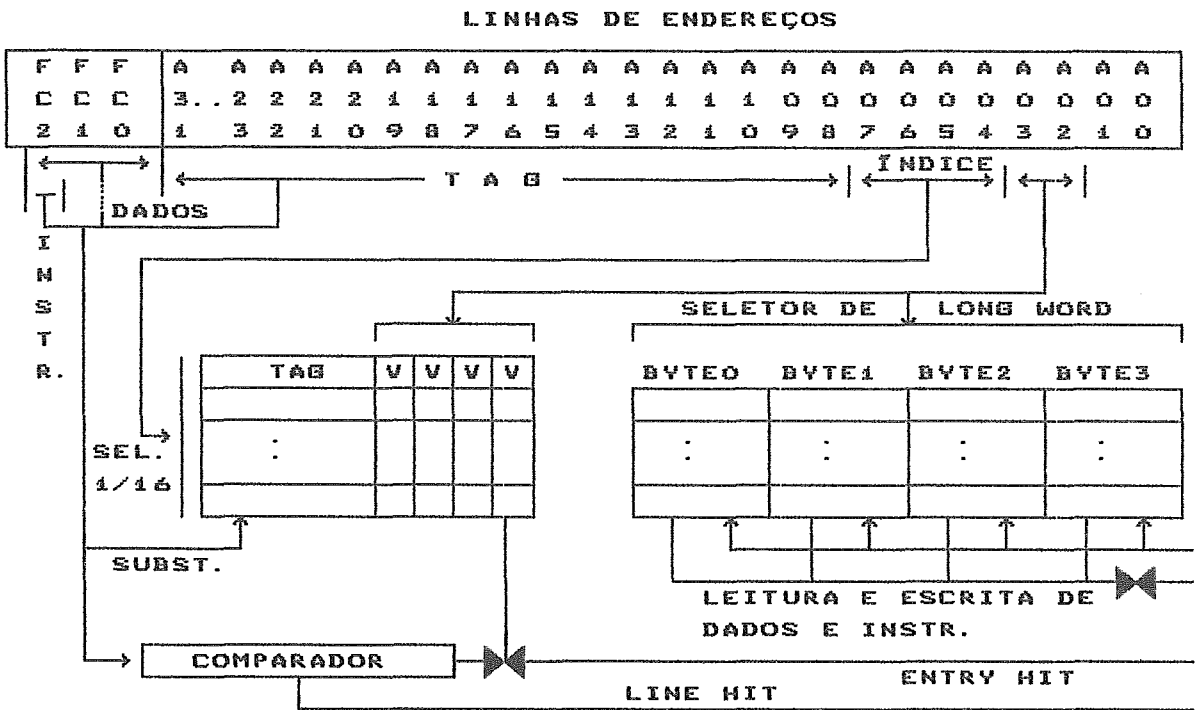 LINHAS DE ENDEREÇOS
F F F A A A A A A A A A A A A A A A A A A A A A A A A A
C C C 3.. 2 2 2 2 1 1 1 1 1 1 1 1 1 1 0 0 0 0 0 0 0 0 0 0
2 1 0 1 3 2 1 0 9 8 7 6 5 4 3 2 1 0 9 8 7 6 5 4 3 2 1 0
ÍNDICE
T A G
DADOS
INSTR.
SELETOR DE LONG WORD
TAG V V V V
BYTE0 BYTE1 BYTE2 BYTE3
: : : : :
SEL.
1/16
SUBST.
LEITURA E ESCRITA DE
DADOS E INSTR.
COMPARADOR
ENTRY HIT
LINE HIT